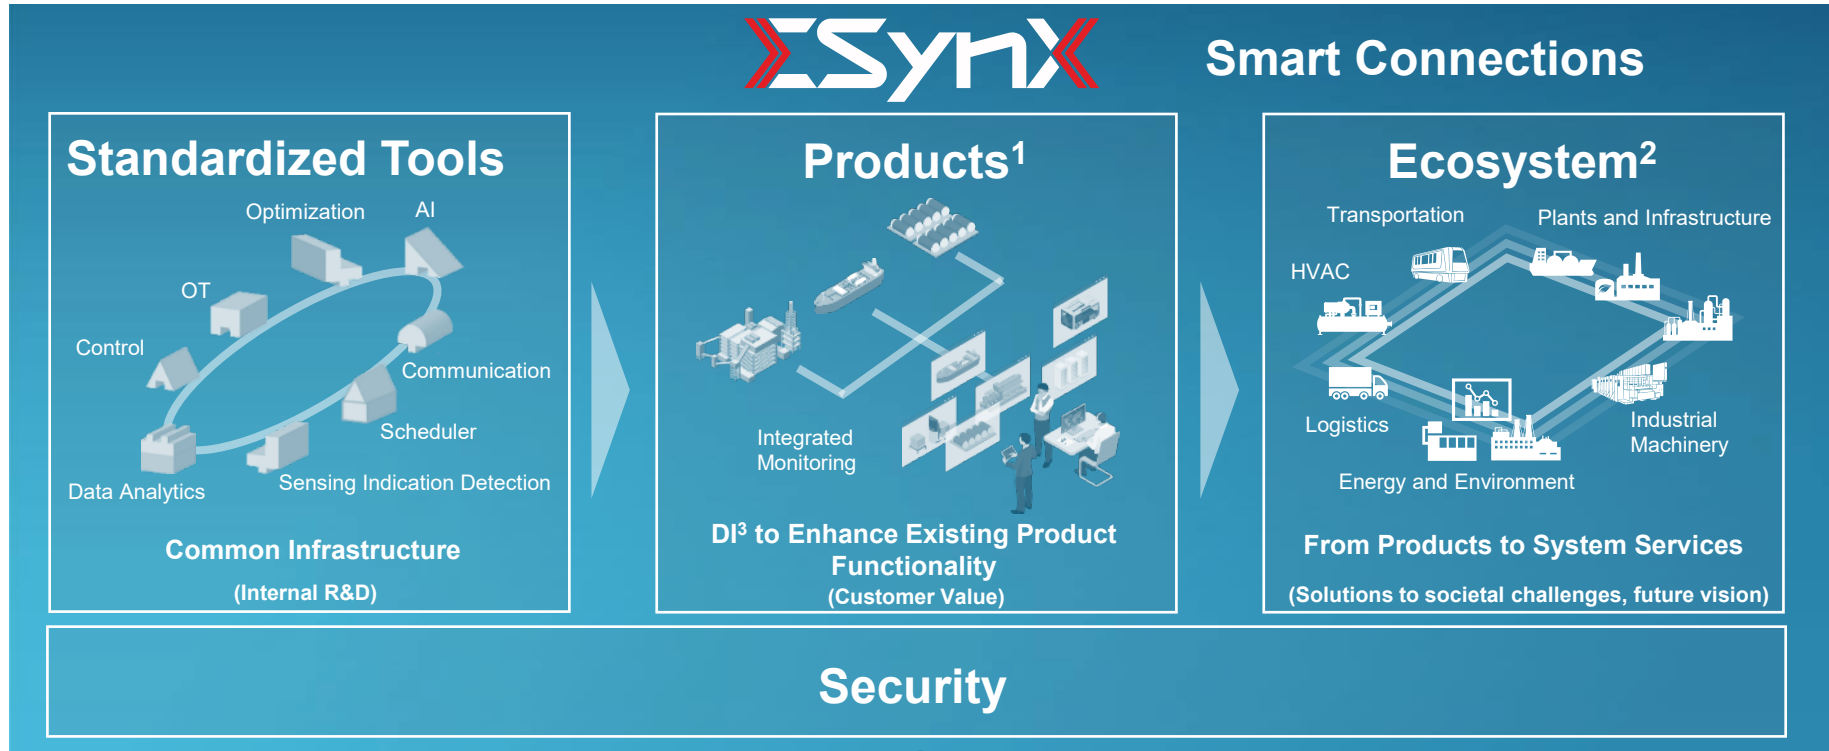 ΣSynX
Smart Connections
Standardized Tools
Optimization
AI
OT
Control
Communication
Scheduler
Data Analytics
Sensing Indication Detection
Common Infrastructure
(Internal R&D)
Products¹
Integrated
Monitoring
DI³ to Enhance Existing Product
Functionality
(Customer Value)
Ecosystem²
Transportation
Plants and Infrastructure
HVAC
Logistics
Industrial
Machinery
Energy and Environment
From Products to System Services
(Solutions to societal challenges, future vision)
Security